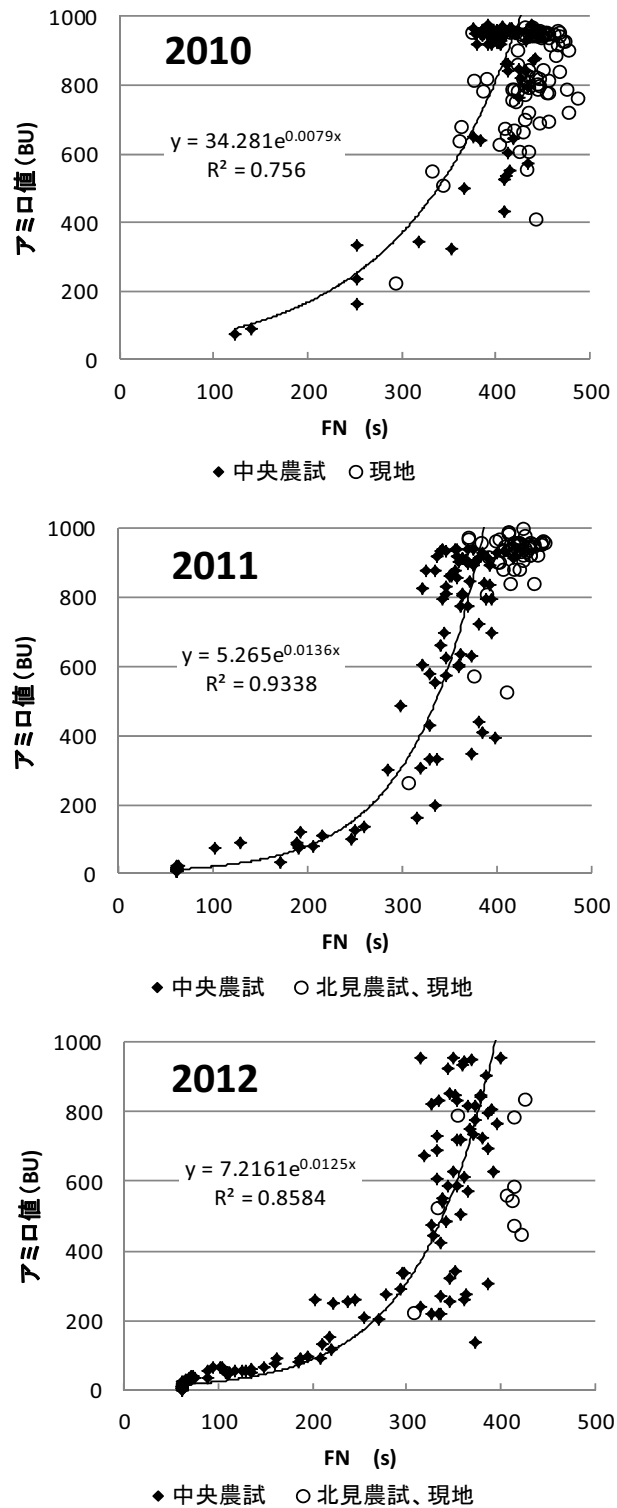 2010
1000
800
600
400
200
0
アミロ値(BU)
y = 34.281e^0.0079x
R² = 0.756
0 100 200 300 400 500
FN (s)
◆ 中央農試 ○ 現地
2011
1000
800
600
400
200
0
アミロ値(BU)
y = 5.265e^0.0136x
R² = 0.9338
0 100 200 300 400 500
FN (s)
◆ 中央農試 ○ 北見農試、現地
2012
1000
800
600
400
200
0
アミロ値(BU)
y = 7.2161e^0.0125x
R² = 0.8584
0 100 200 300 400 500
FN (s)
◆ 中央農試 ○ 北見農試、現地